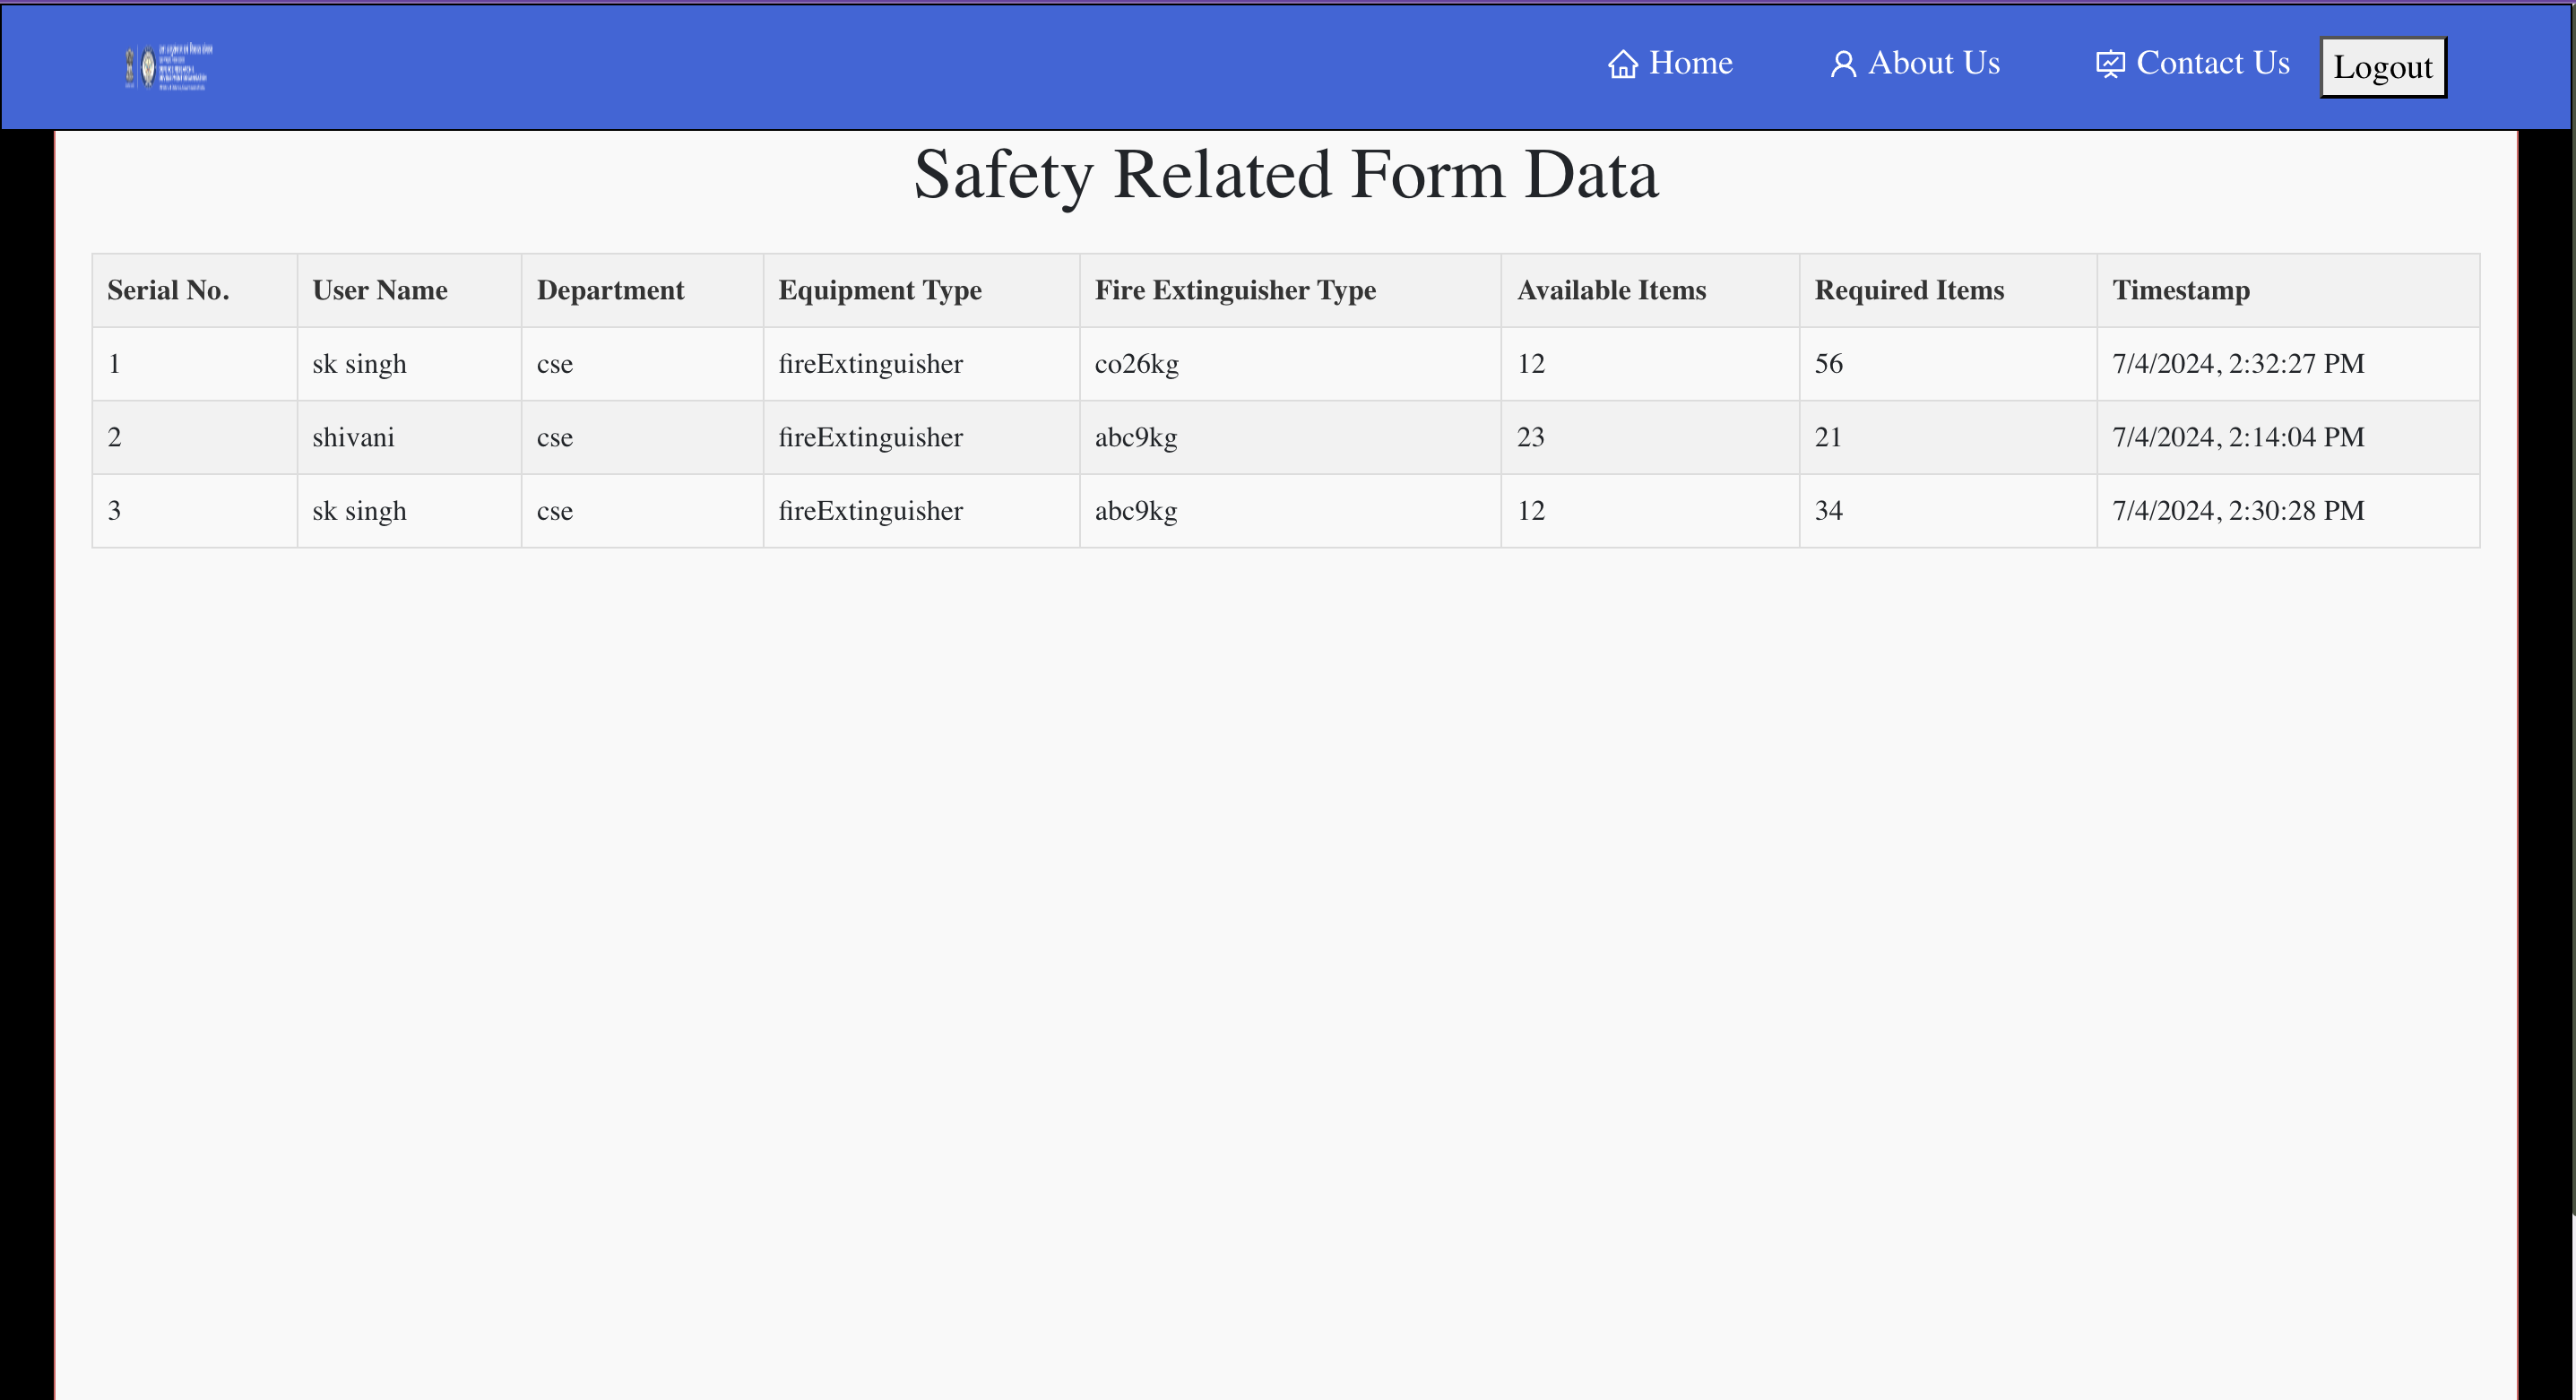 Home About Us Contact Us Logout
Safety Related Form Data
Serial No. User Name Department Equipment Type Fire Extinguisher Type Available Items Required Items Timestamp
1 sk singh cse fireExtinguisher co26kg 12 56 7/4/2024, 2:32:27 PM
2 shivani cse fireExtinguisher abc9kg 23 21 7/4/2024, 2:14:04 PM
3 sk singh cse fireExtinguisher abc9kg 12 34 7/4/2024, 2:30:28 PM